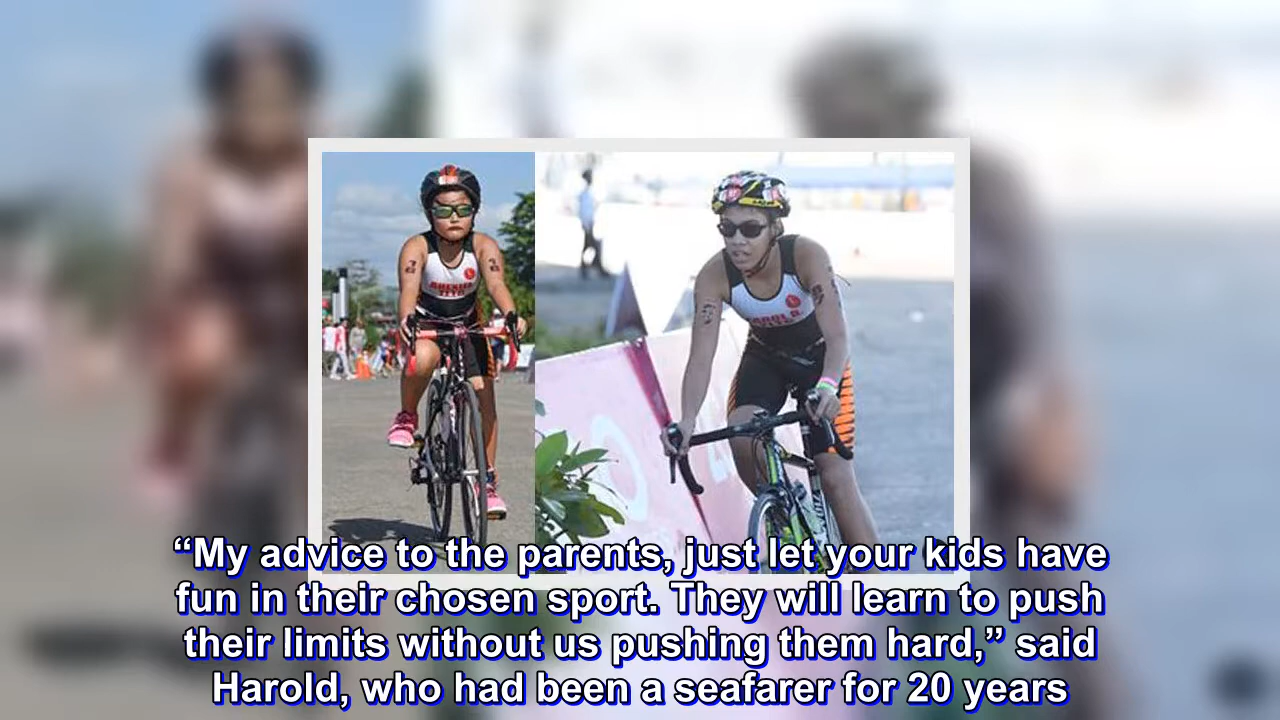 “My advice to the parents, just let your kids have
fun in their chosen sport. They will learn to push
their limits without us pushing them hard,” said
Harold, who had been a seafarer for 20 years